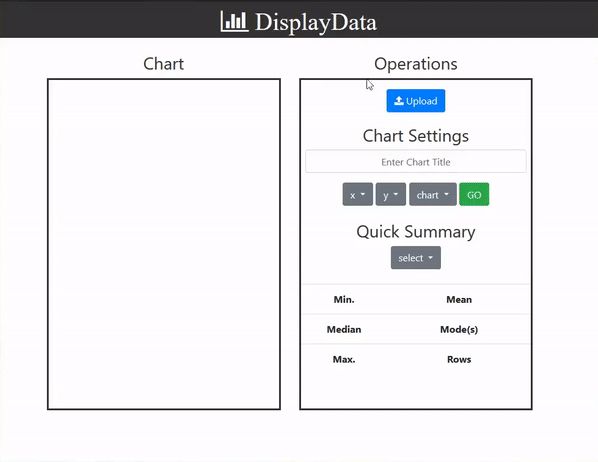 DisplayData
Chart
Operations
Upload
Chart Settings
Enter Chart Title
x y chart GO
Quick Summary
select
Min. Mean
Median Mode(s)
Max. Rows